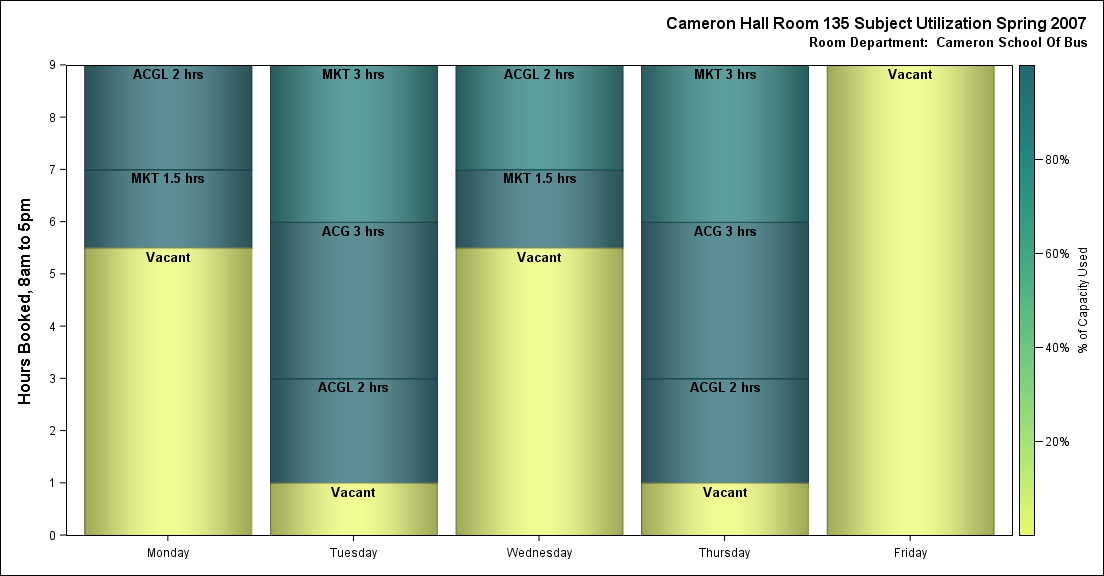 Cameron Hall Room 135 Subject Utilization Spring 2007
Room Department: Cameron School Of Bus
Hours Booked, 8am to 5pm
9
8
7
6
5
4
3
2
1
0
ACGL 2 hrs
MKT 1.5 hrs
Vacant
MKT 3 hrs
ACG 3 hrs
ACGL 2 hrs
Vacant
ACGL 2 hrs
MKT 1.5 hrs
Vacant
MKT 3 hrs
ACG 3 hrs
ACGL 2 hrs
Vacant
Vacant
Monday
Tuesday
Wednesday
Thursday
Friday
80%
60%
40%
20%
% of Capacity Used